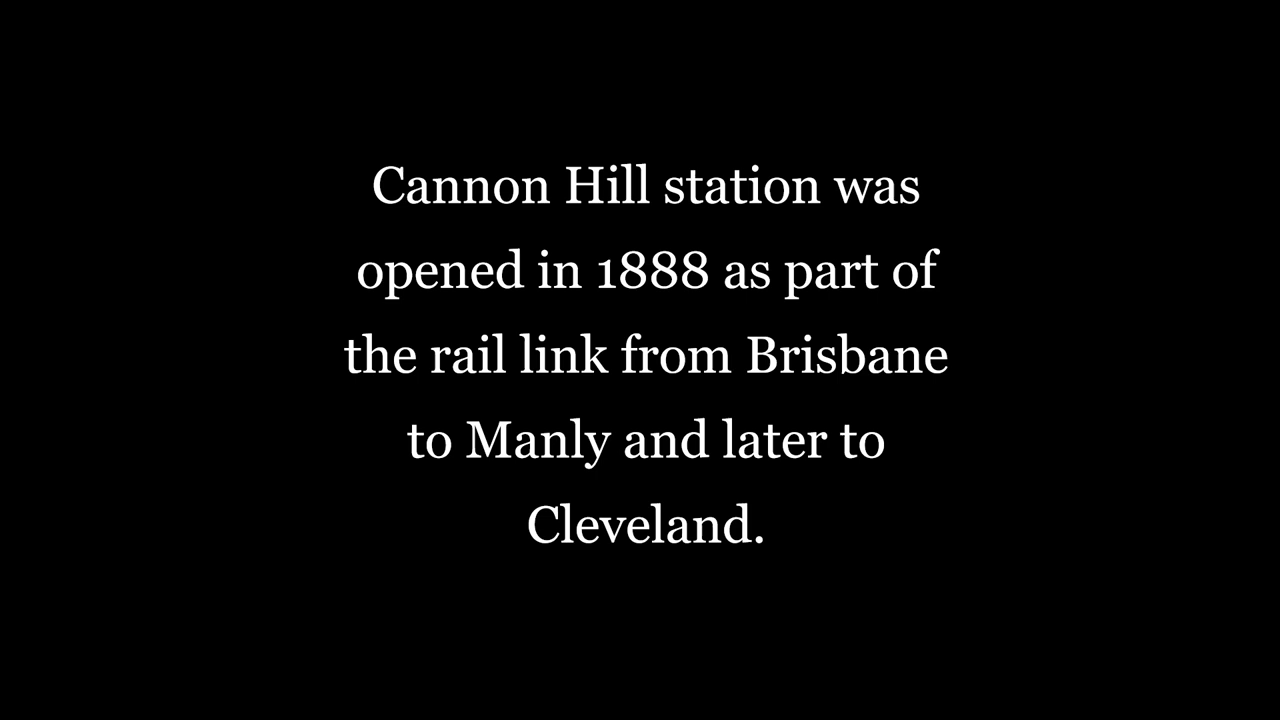 Cannon Hill station was
opened in 1888 as part of
the rail link from Brisbane
to Manly and later to
Cleveland.